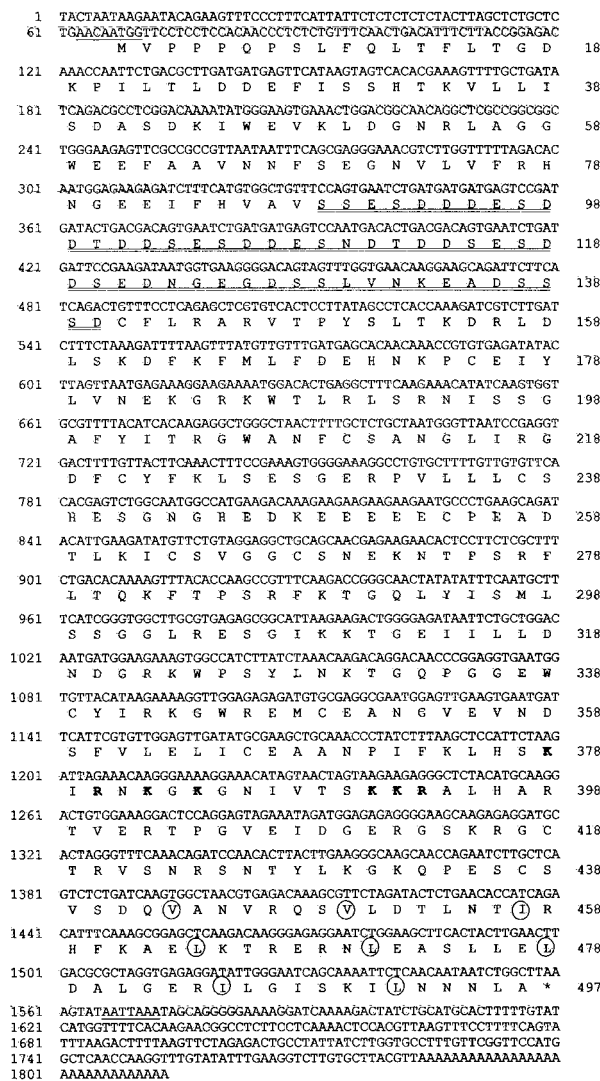 1 TACTAATAAGAATACAGAAGTTTCCCTTTCATTATTCTCTCTCTCTACTTAGCTCTGCTC
61 TGAACAATGGTTCCTCCTCCACAACCCTCTCTGTTTCAACTGACATTTCTTACCGGAGAC
M V P P P Q P S L F Q L T F L T G D 18
121 AAACCAATTCTGACGCTTGATGATGAGTTCATAAGTAGTCACACGAAAGTTTTGCTGATA
K P I L T L D D E F I S S H T K V L L I 38
181 TCAGACGCCTCGGACAAAATATGGGAAGTGAAACTGGACGGCAACAGGCTCGCCGGCGGC
S D A S D K I W E V K L D G N R L A G G 58
241 TGGGAAGAGTTCGCCGCCGTTAATAATTTCAGCGAGGGAAACGTCTTGGTTTTTAGACAC
W E E F A A V N N F S E G N V L V F R H 78
301 AATGGAGAAGAGATCTTTCATGTGGCTGTTTCCAGTGAATCTGATGATGATGAGTCCGAT
N G E E I F H V A V S S E S D D D E S D 98
361 GATACTGACGACAGTGAATCTGATGATGAGTCCAATGACACTGACGACAGTGAATCTGAT
D T D D S E S D D E S N D T D D S E S D 118
421 GATTCCGAAGATAATGGTGAAGGGGACAGTAGTTTGGTGAACAAGGAAGCAGATTCTTCA
D S E D N G E G D S S L V N K E A D S S 138
481 TCAGACTGTTTCCTCAGAGCTCGTGTCACTCCTTATAGCCTCACCAAAGATCGTCTTGAT
S D C F L R A R V T P Y S L T K D R L D 158
541 CTTTCTAAAGATTTTAAGTTTATGTTGTTTGATGAGCACAACAAACCGTGTGAGATATAC
L S K D F K F M L F D E H N K P C E I Y 178
601 TTAGTTAATGAGAAAGGAAGAAAATGGACACTGAGGCTTTCAAGAAACATATCAAGTGGT
L V N E K G R K W T L R L S R N I S S G 198
661 GCGTTTTACATCACAAGAGGCTGGGCTAACTTTTGCTCTGCTAATGGGTTAATCCGAGGT
A F Y I T R G W A N F C S A N G L I R G 218
721 GACTTTTGTTACTTCAAACTTTCCGAAAGTGGGGAAAGGCCTGTGCTTTTGTTGTGTTCA
D F C Y F K L S E S G E R P V L L L C S 238
781 CACGAGTCTGGCAATGGCCATGAAGACAAAGAAGAAGAAGAAGAATGCCCTGAAGCAGAT
H E S G N G H E D K E E E E E C P E A D 258
841 ACATTGAAGATATGTTCTGTAGGAGGCTGCAGCAACGAGAAGAACACTCCTTCTCGCTTT
T L K I C S V G G C S N E K N T P S R F 278
901 CTGACACAAAAGTTTACACCAAGCCGTTTCAAGACCGGGCAACTATATATTTCAATGCTT
L T Q K F T P S R F K T G Q L Y I S M L 298
961 TCATCGGGTGGCTTGCGTGAGAGCGGCATTAAGAAGACTGGGGAGATAATTCTGCTGGAC
S S G G L R E S G I K K T G E I I L L D 318
1021 AATGATGGAAGAAAGTGGCCATCTTATCTAAACAAGACAGGACAACCCGGAGGTGAATGG
N D G R K W P S Y L N K T G Q P G G E W 338
1081 TGTTACATAAGAAAAGGTTGGAGAGAGATGTGCGAGGCGAATGGAGTTGAAGTGAATGAT
C Y I R K G W R E M C E A N G V E V N D 358
1141 TCATTCGTGTTGGAGTTGATATGCGAAGCTGCAAACCCTATCTTTAAGCTCCATTCTAAG
S F V L E L I C E A A N P I F K L H S K 378
1201 ATTAGAAACAAGGGAAAAGGAAACATAGTAACTAGTAAGAAGAGGGCTCTACATGCAAGG
I R N K G K G N I V T S K K R A L H A R 398
1261 ACTGTGGAAAGGACTCCAGGAGTAGAAATAGATGGAGAGAGGGGAAGCAAGAGAGGATGC
T V E R T P G V E I D G E R G S K R G C 418
1321 ACTAGGGTTTCAAACAGATCCAACACTTACTTGAAGGGCAAGCAACCAGAATCTTGCTCA
T R V S N R S N T Y L K G K Q P E S C S 438
1381 GTCTCTGATCAAGTGGCTAACGTGAGACAAAGCGTTCTAGATACTCTGAACACCATCAGA
V S D Q V A N V R Q S V L D T L N T I R 458
1441 CATTTCAAAGCGGAGCTCAAGACAAGGGAGAGGAATCTGGAAGCTTCACTACTTGAACTT
H F K A E L K T R E R N L E A S L L E L 478
1501 GACGCGCTAGGTGAGAGGATATTGGGAATCAGCAAAATTCTCAACAATAATCTGGCTTAA
D A L G E R I L G I S K I L N N N L A * 497
1561 AGTATAATTAAATAGCAGGGGGAAAAGGATCAAAAGACTATCTGCATGCACTTTTTGTAT
1621 CATGGTTTTCACAAGAACGGCCTCTTCCTCAAAACTCCACGTTAAGTTTCCTTTTCAGTA
1681 TTTAAGACTTTTAAGTTCTAGAGACTGCCTATTATCTTGGTGCCTTTGTTCGGTTCCATG
1741 GCTCAACCAAGGTTTGTATATTTGAAGGTCTTGTGCTTACGTTAAAAAAAAAAAAAAAAA
1801 AAAAAAAAAAAAA